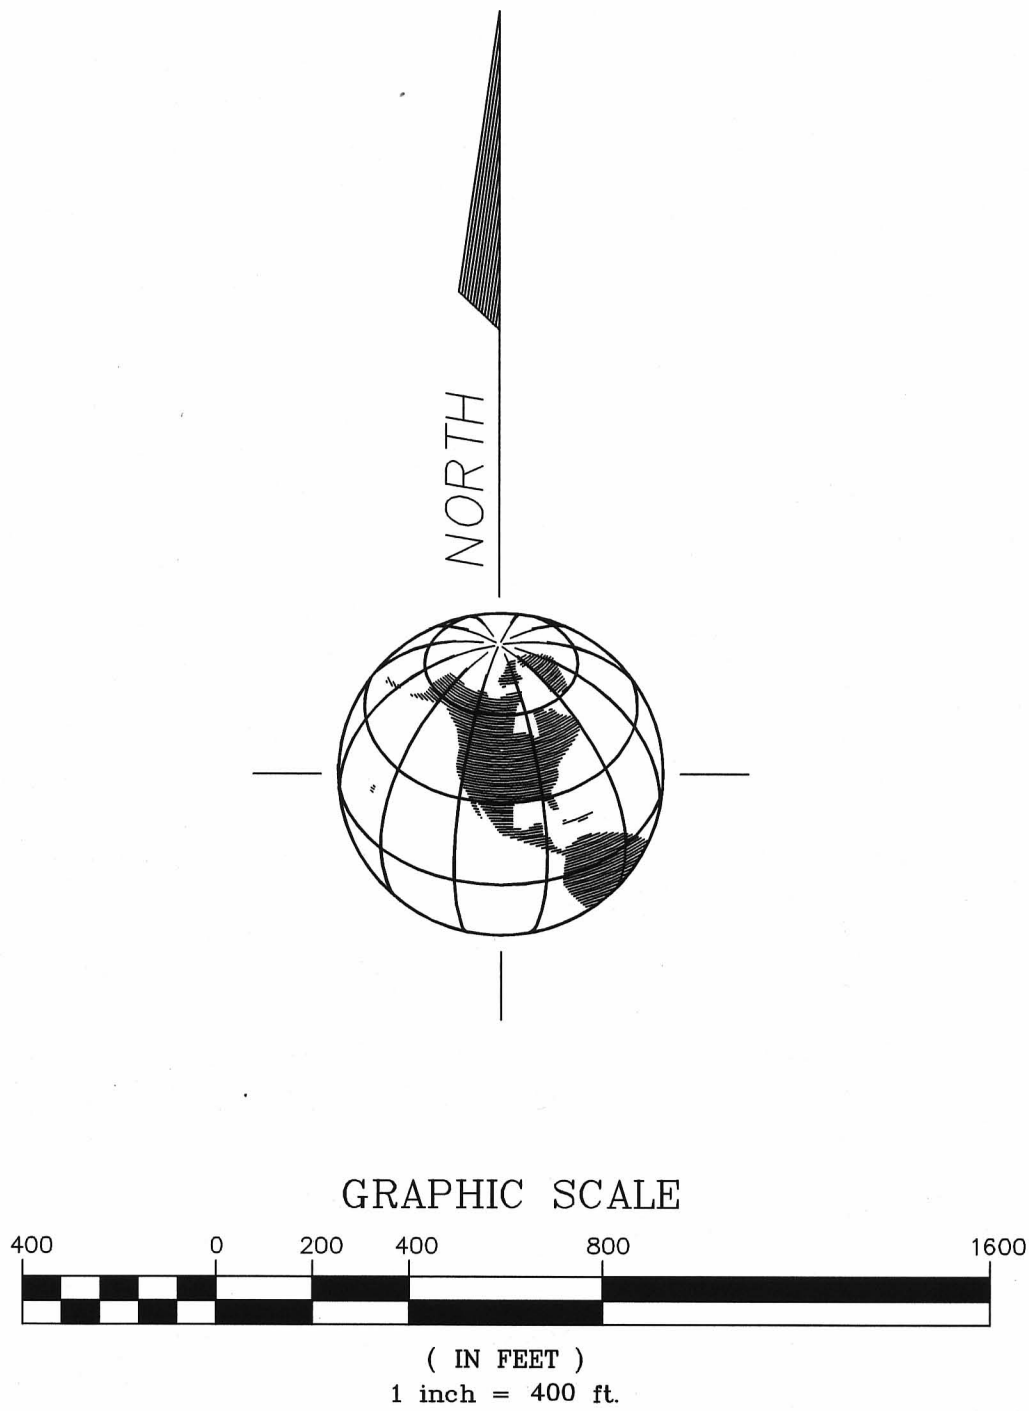 NORTH
GRAPHIC SCALE
400 0 200 400 800 1600
( IN FEET )
1 inch = 400 ft.